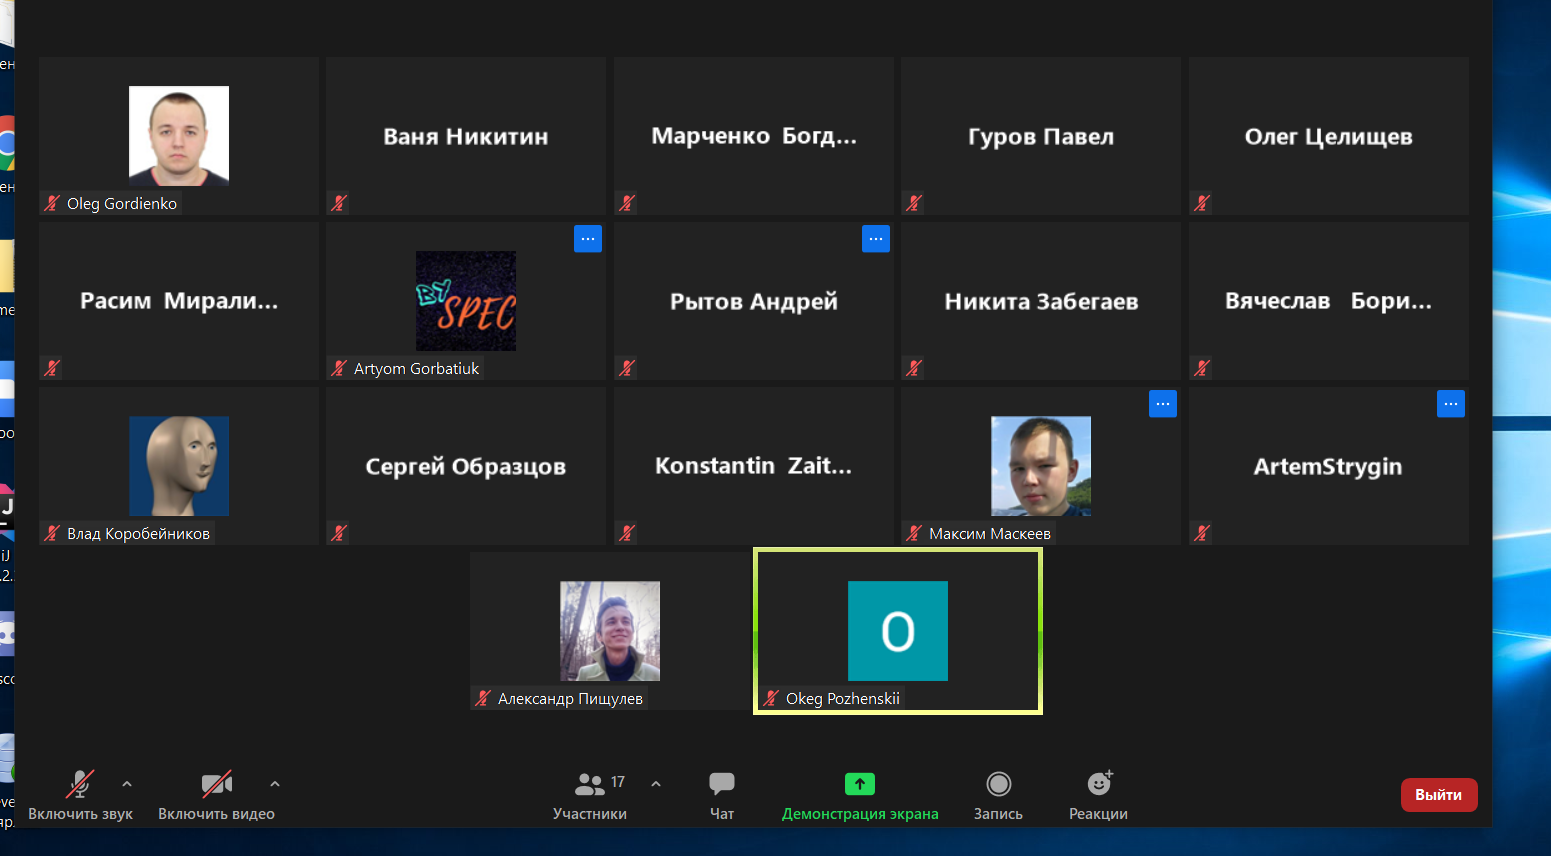 Oleg Gordienko
Ваня Никитин
Марченко Богд...
Гуров Павел
Олег Целищев
Расим Мирали...
BY
SPEC
Artyom Gorbatiuk
Рытов Андрей
Никита Забегаев
Вячеслав Бори...
Влад Коробейников
Сергей Образцов
Konstantin Zait...
Максим Маскеев
ArtemStrygin
Александр Пищулев
O
Okeg Pozhenskii
Включить звук
Включить видео
17
Участники
Чат
Демонстрация экрана
Запись
Реакции
Выйти